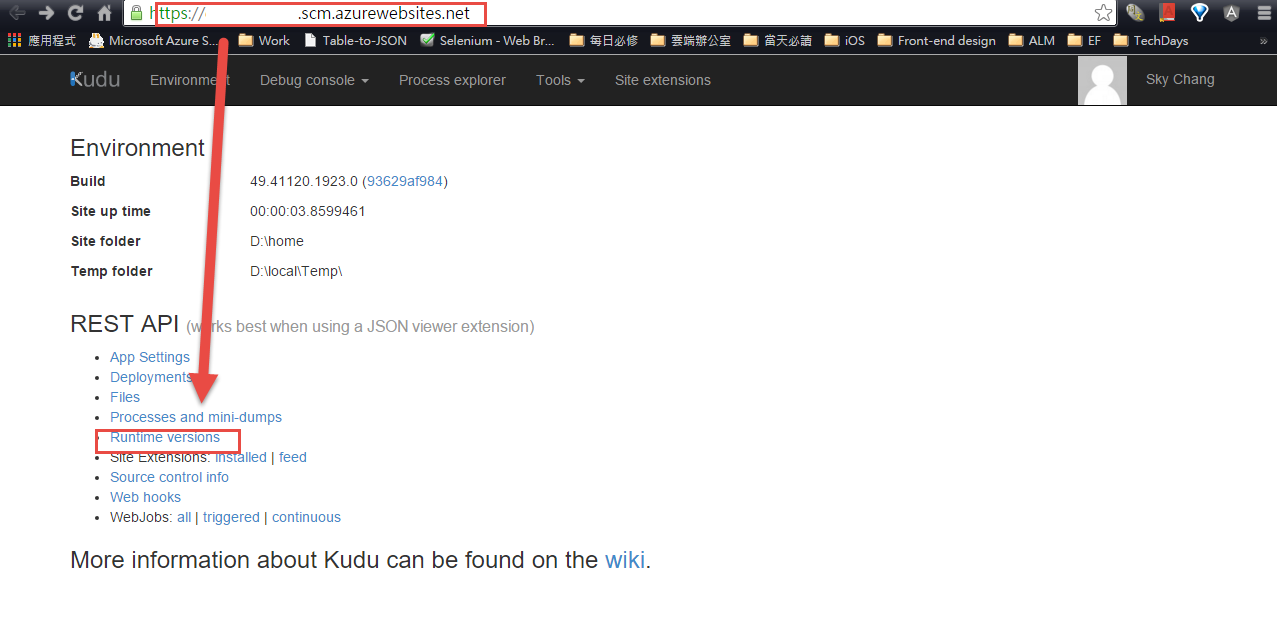 https:// .scm.azurewebsites.net
應用程式 Microsoft Azure S... Work Table-to-JSON Selenium - Web Br... 每日必修 雲端辦公室 當天必讀 iOS Front-end design ALM EF TechDays »
Kudu Environment Debug console Process explorer Tools Site extensions Sky Chang
Environment
Build 49.41120.1923.0 (93629af984)
Site up time 00:00:03.8599461
Site folder D:\home
Temp folder D:\local\Temp\
REST API (works best when using a JSON viewer extension)
• App Settings
• Deployments
• Files
• Processes and mini-dumps
• Runtime versions
• Site Extensions: installed | feed
• Source control info
• Web hooks
• WebJobs: all | triggered | continuous
More information about Kudu can be found on the wiki.